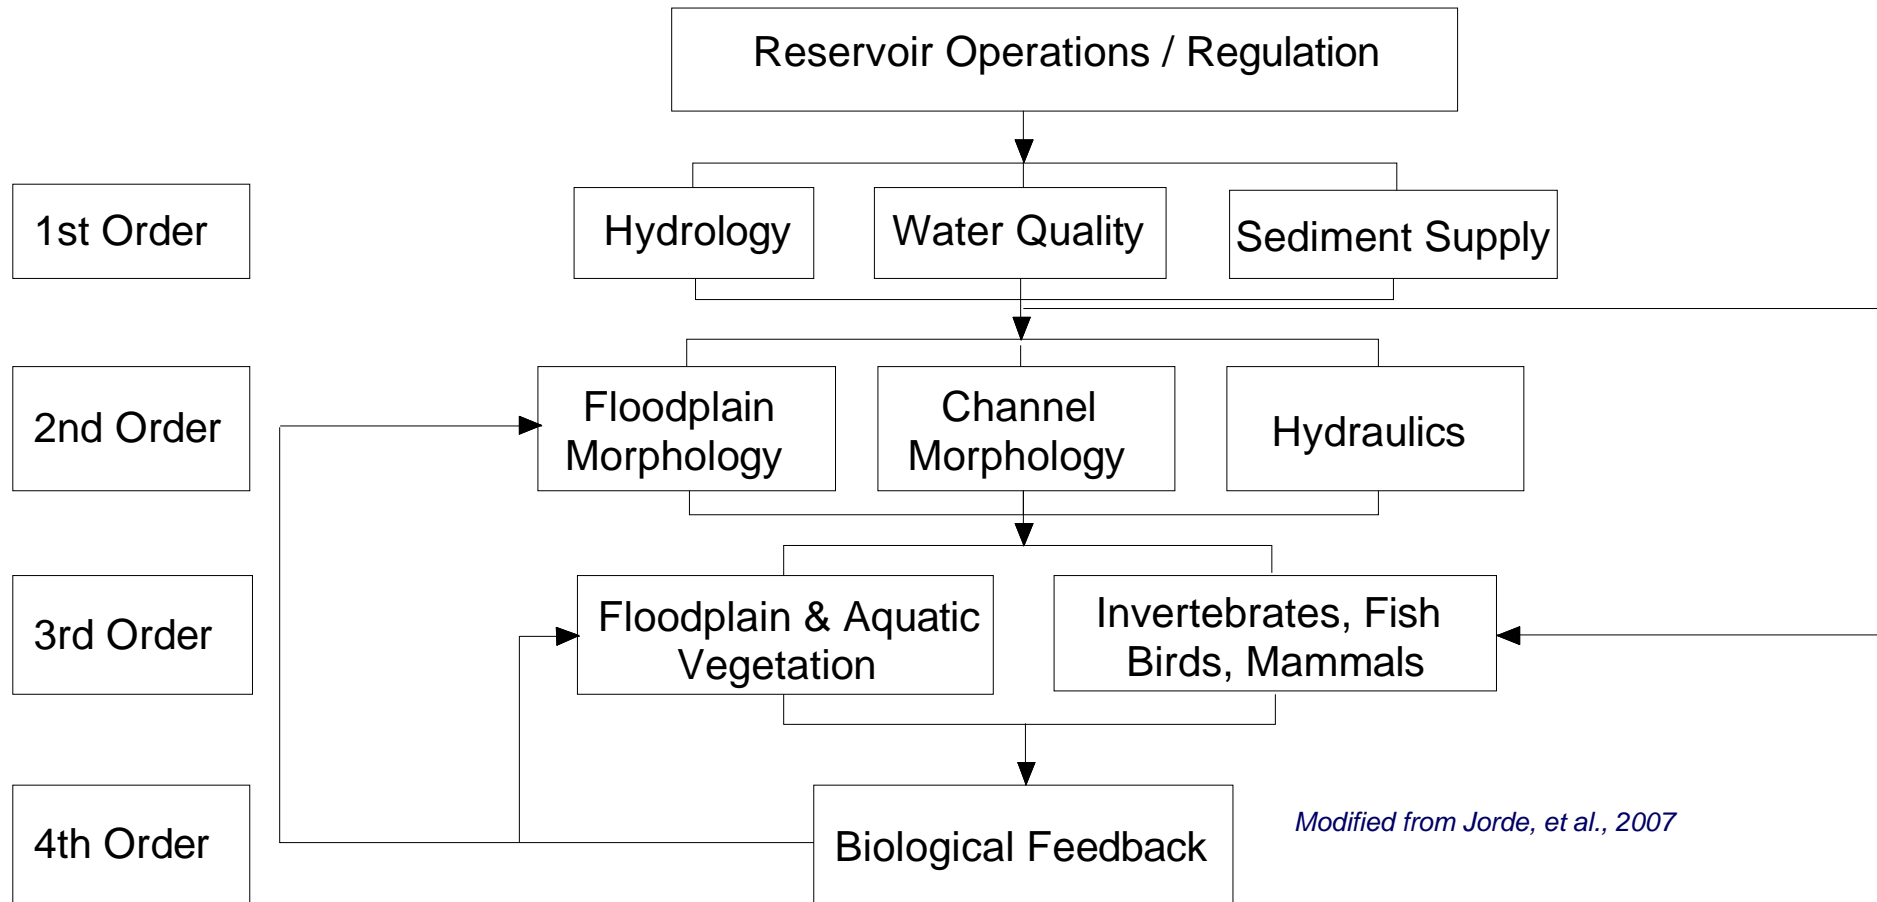 Reservoir Operations / Regulation
1st Order
Hydrology
Water Quality
Sediment Supply
2nd Order
Floodplain
Morphology
Channel
Morphology
Hydraulics
3rd Order
Floodplain & Aquatic
Vegetation
Invertebrates, Fish
Birds, Mammals
4th Order
Biological Feedback
Modified from Jorde, et al., 2007